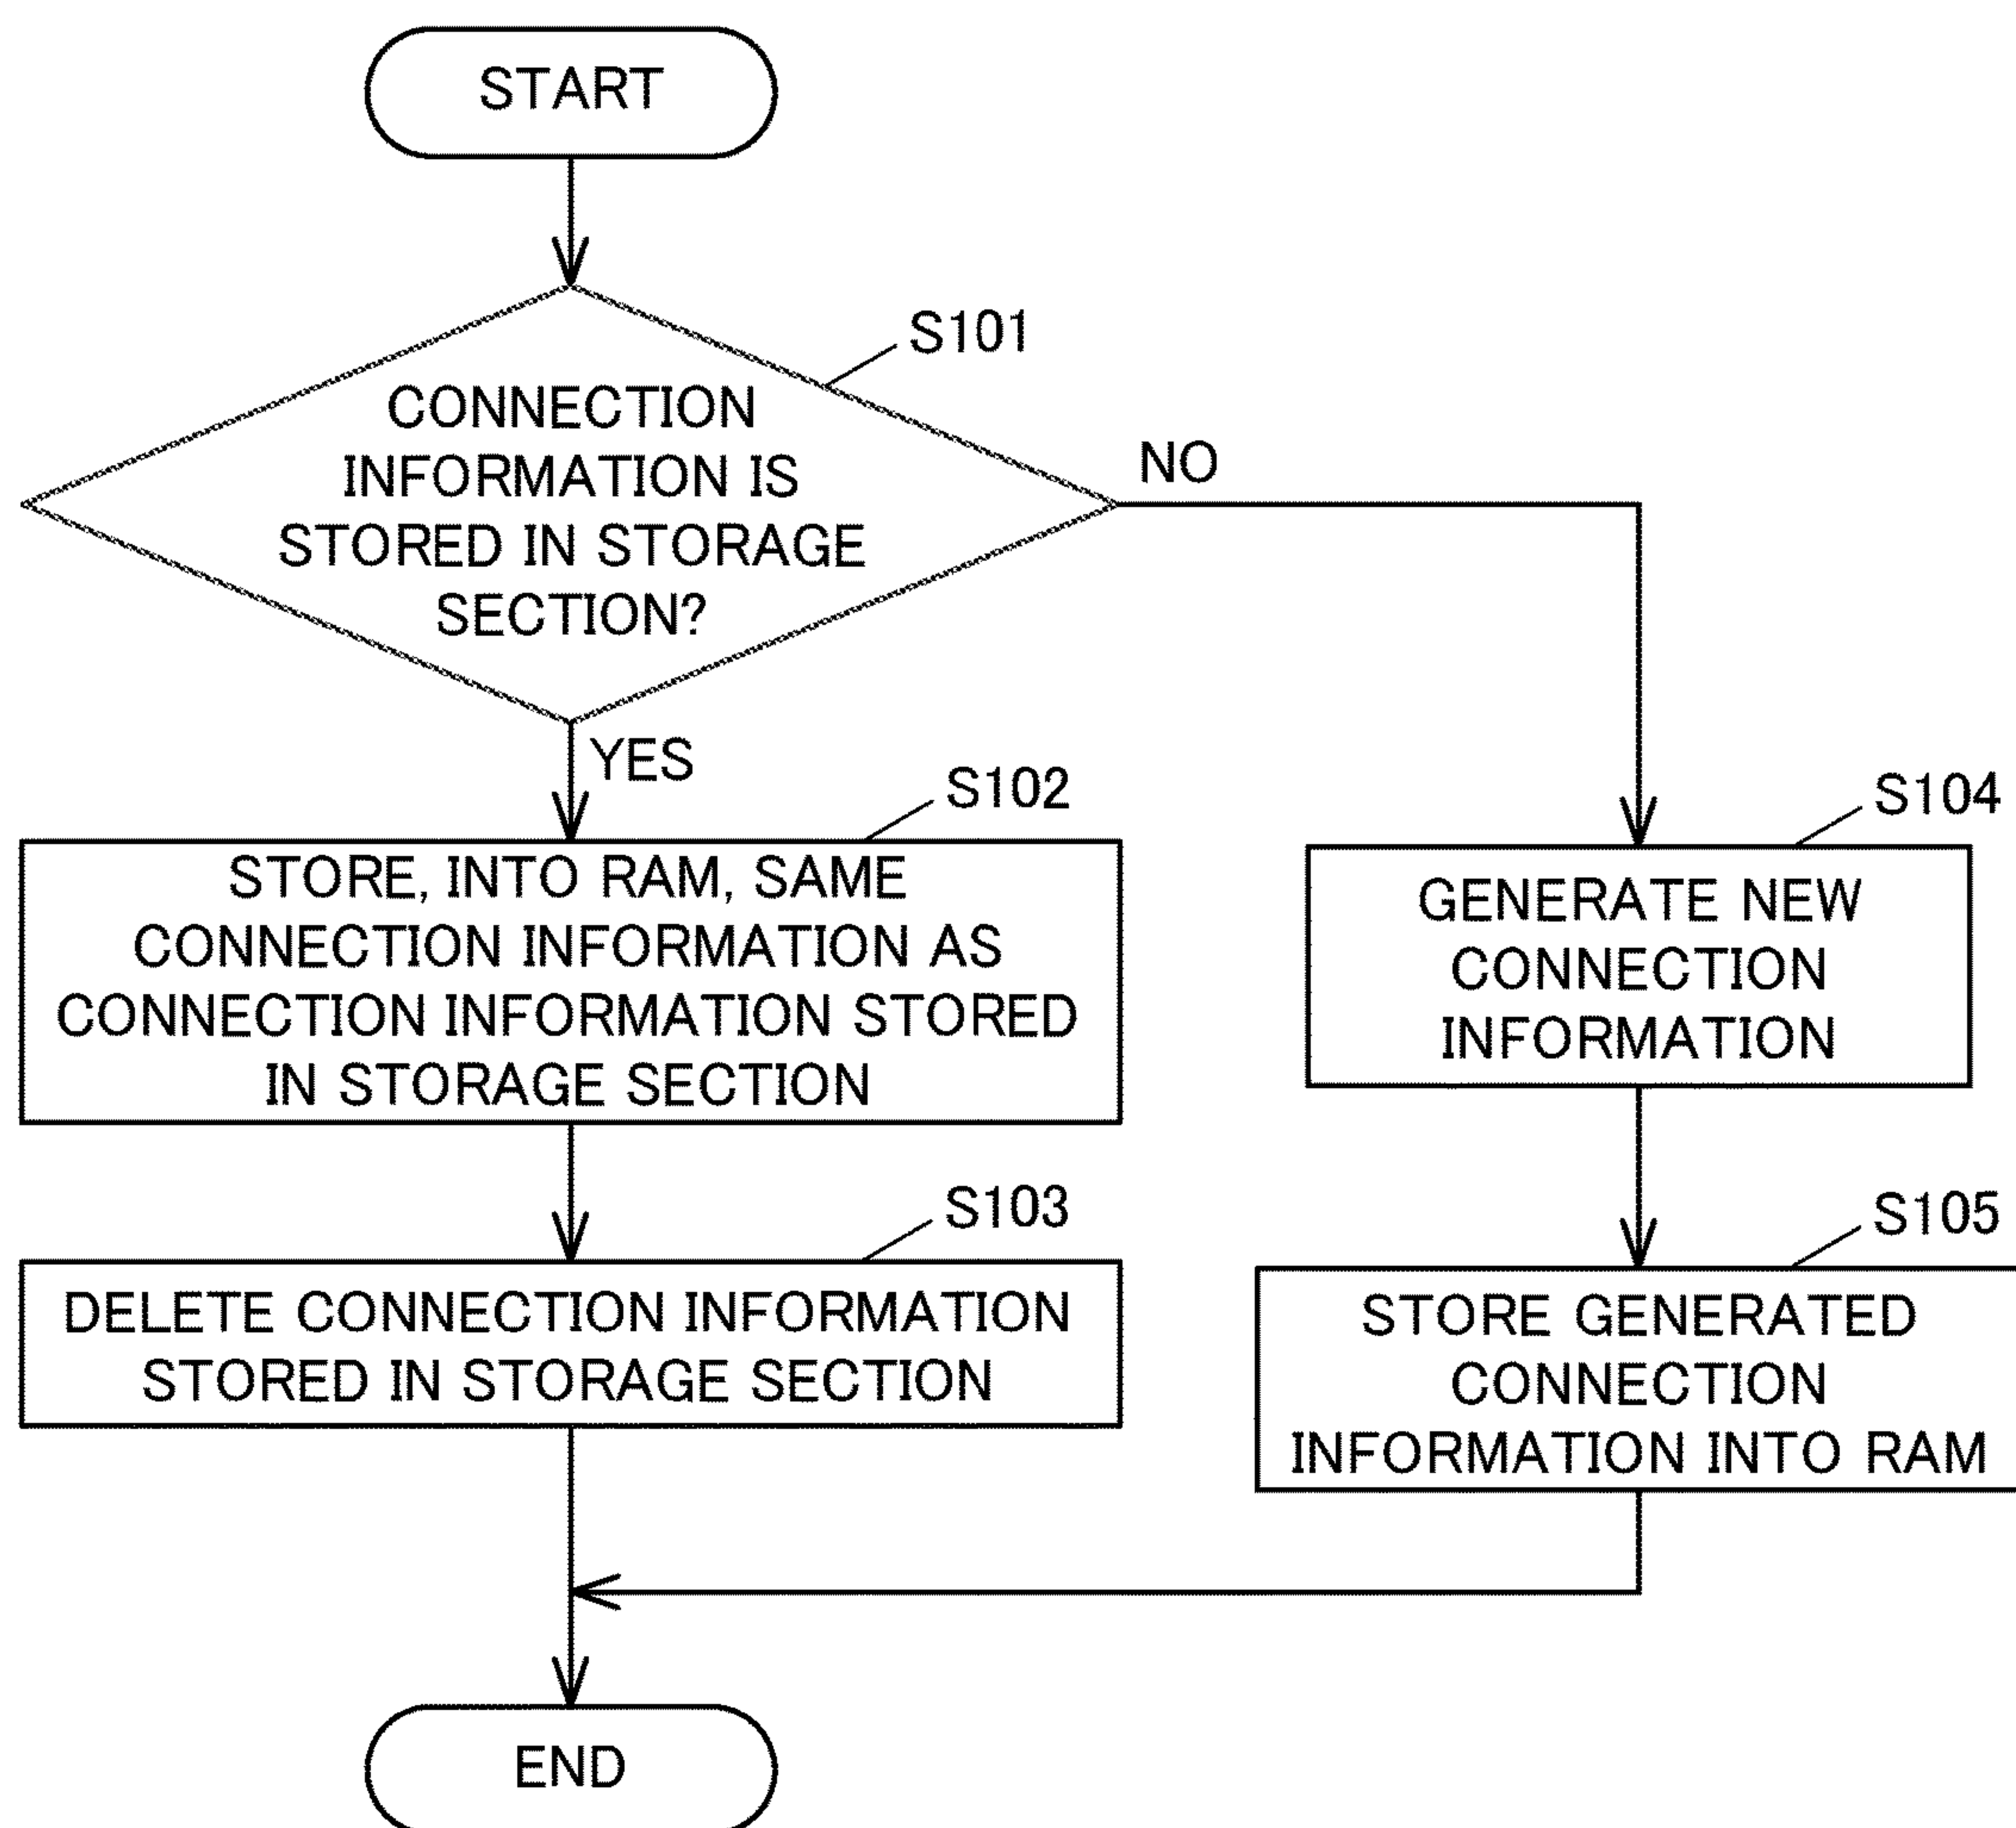 START
S101
CONNECTION
INFORMATION IS
STORED IN STORAGE
SECTION?
NO
YES
S102
STORE, INTO RAM, SAME
CONNECTION INFORMATION AS
CONNECTION INFORMATION STORED
IN STORAGE SECTION
S103
DELETE CONNECTION INFORMATION
STORED IN STORAGE SECTION
S104
GENERATE NEW
CONNECTION
INFORMATION
S105
STORE GENERATED
CONNECTION
INFORMATION INTO RAM
END